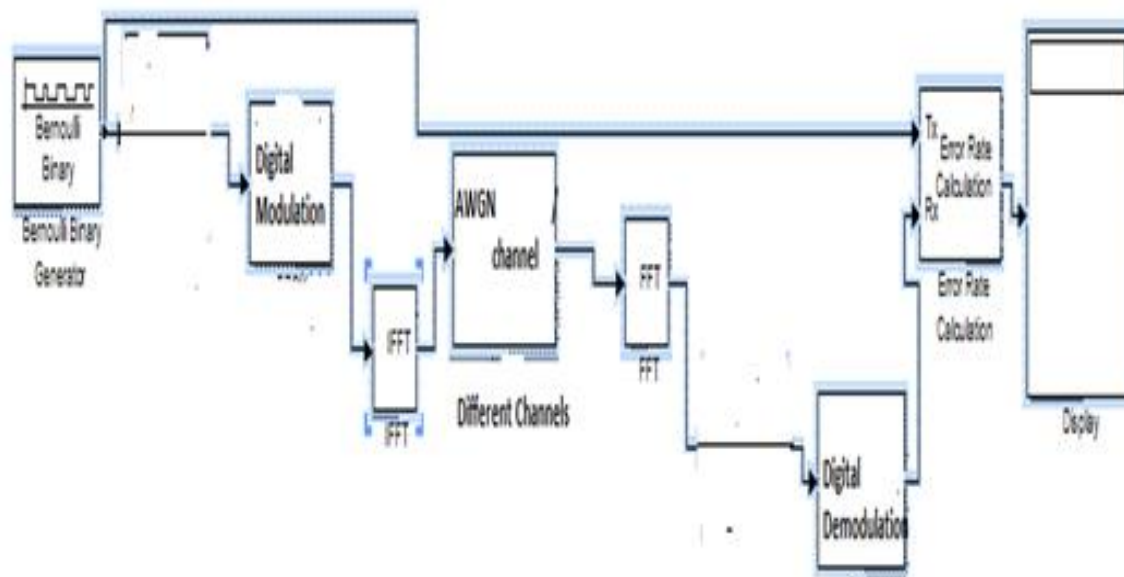 Bernoulli
Binary
Bernoulli Binary
Generator
Digital
Modulation
IFFT
IFFT
AWGN
channel
Different Channels
FFT
FFT
Digital
Demodulation
Tx
Error Rate
Calculation
Rx
Error Rate
Calculation
Display